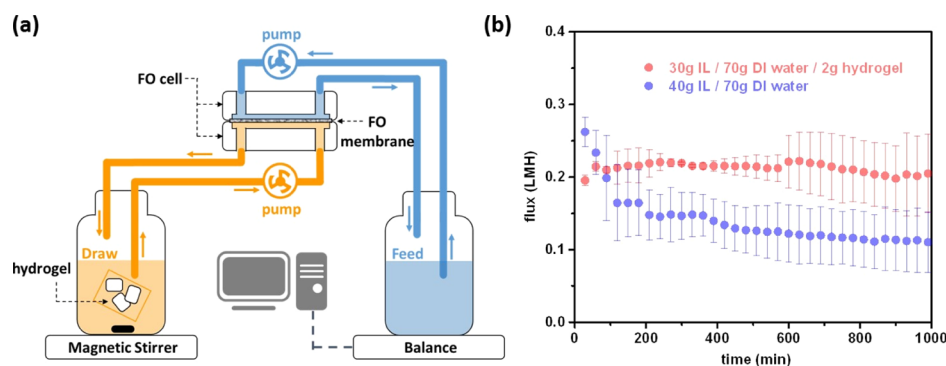 (a)
pump
FO cell
FO
membrane
pump
Draw
Feed
hydrogel
Magnetic Stirrer
Balance
(b)
0.4
0.3
0.2
0.1
0.0
flux (LMH)
30g IL / 70g DI water / 2g hydrogel
40g IL / 70g DI water
0 200 400 600 800 1000
time (min)